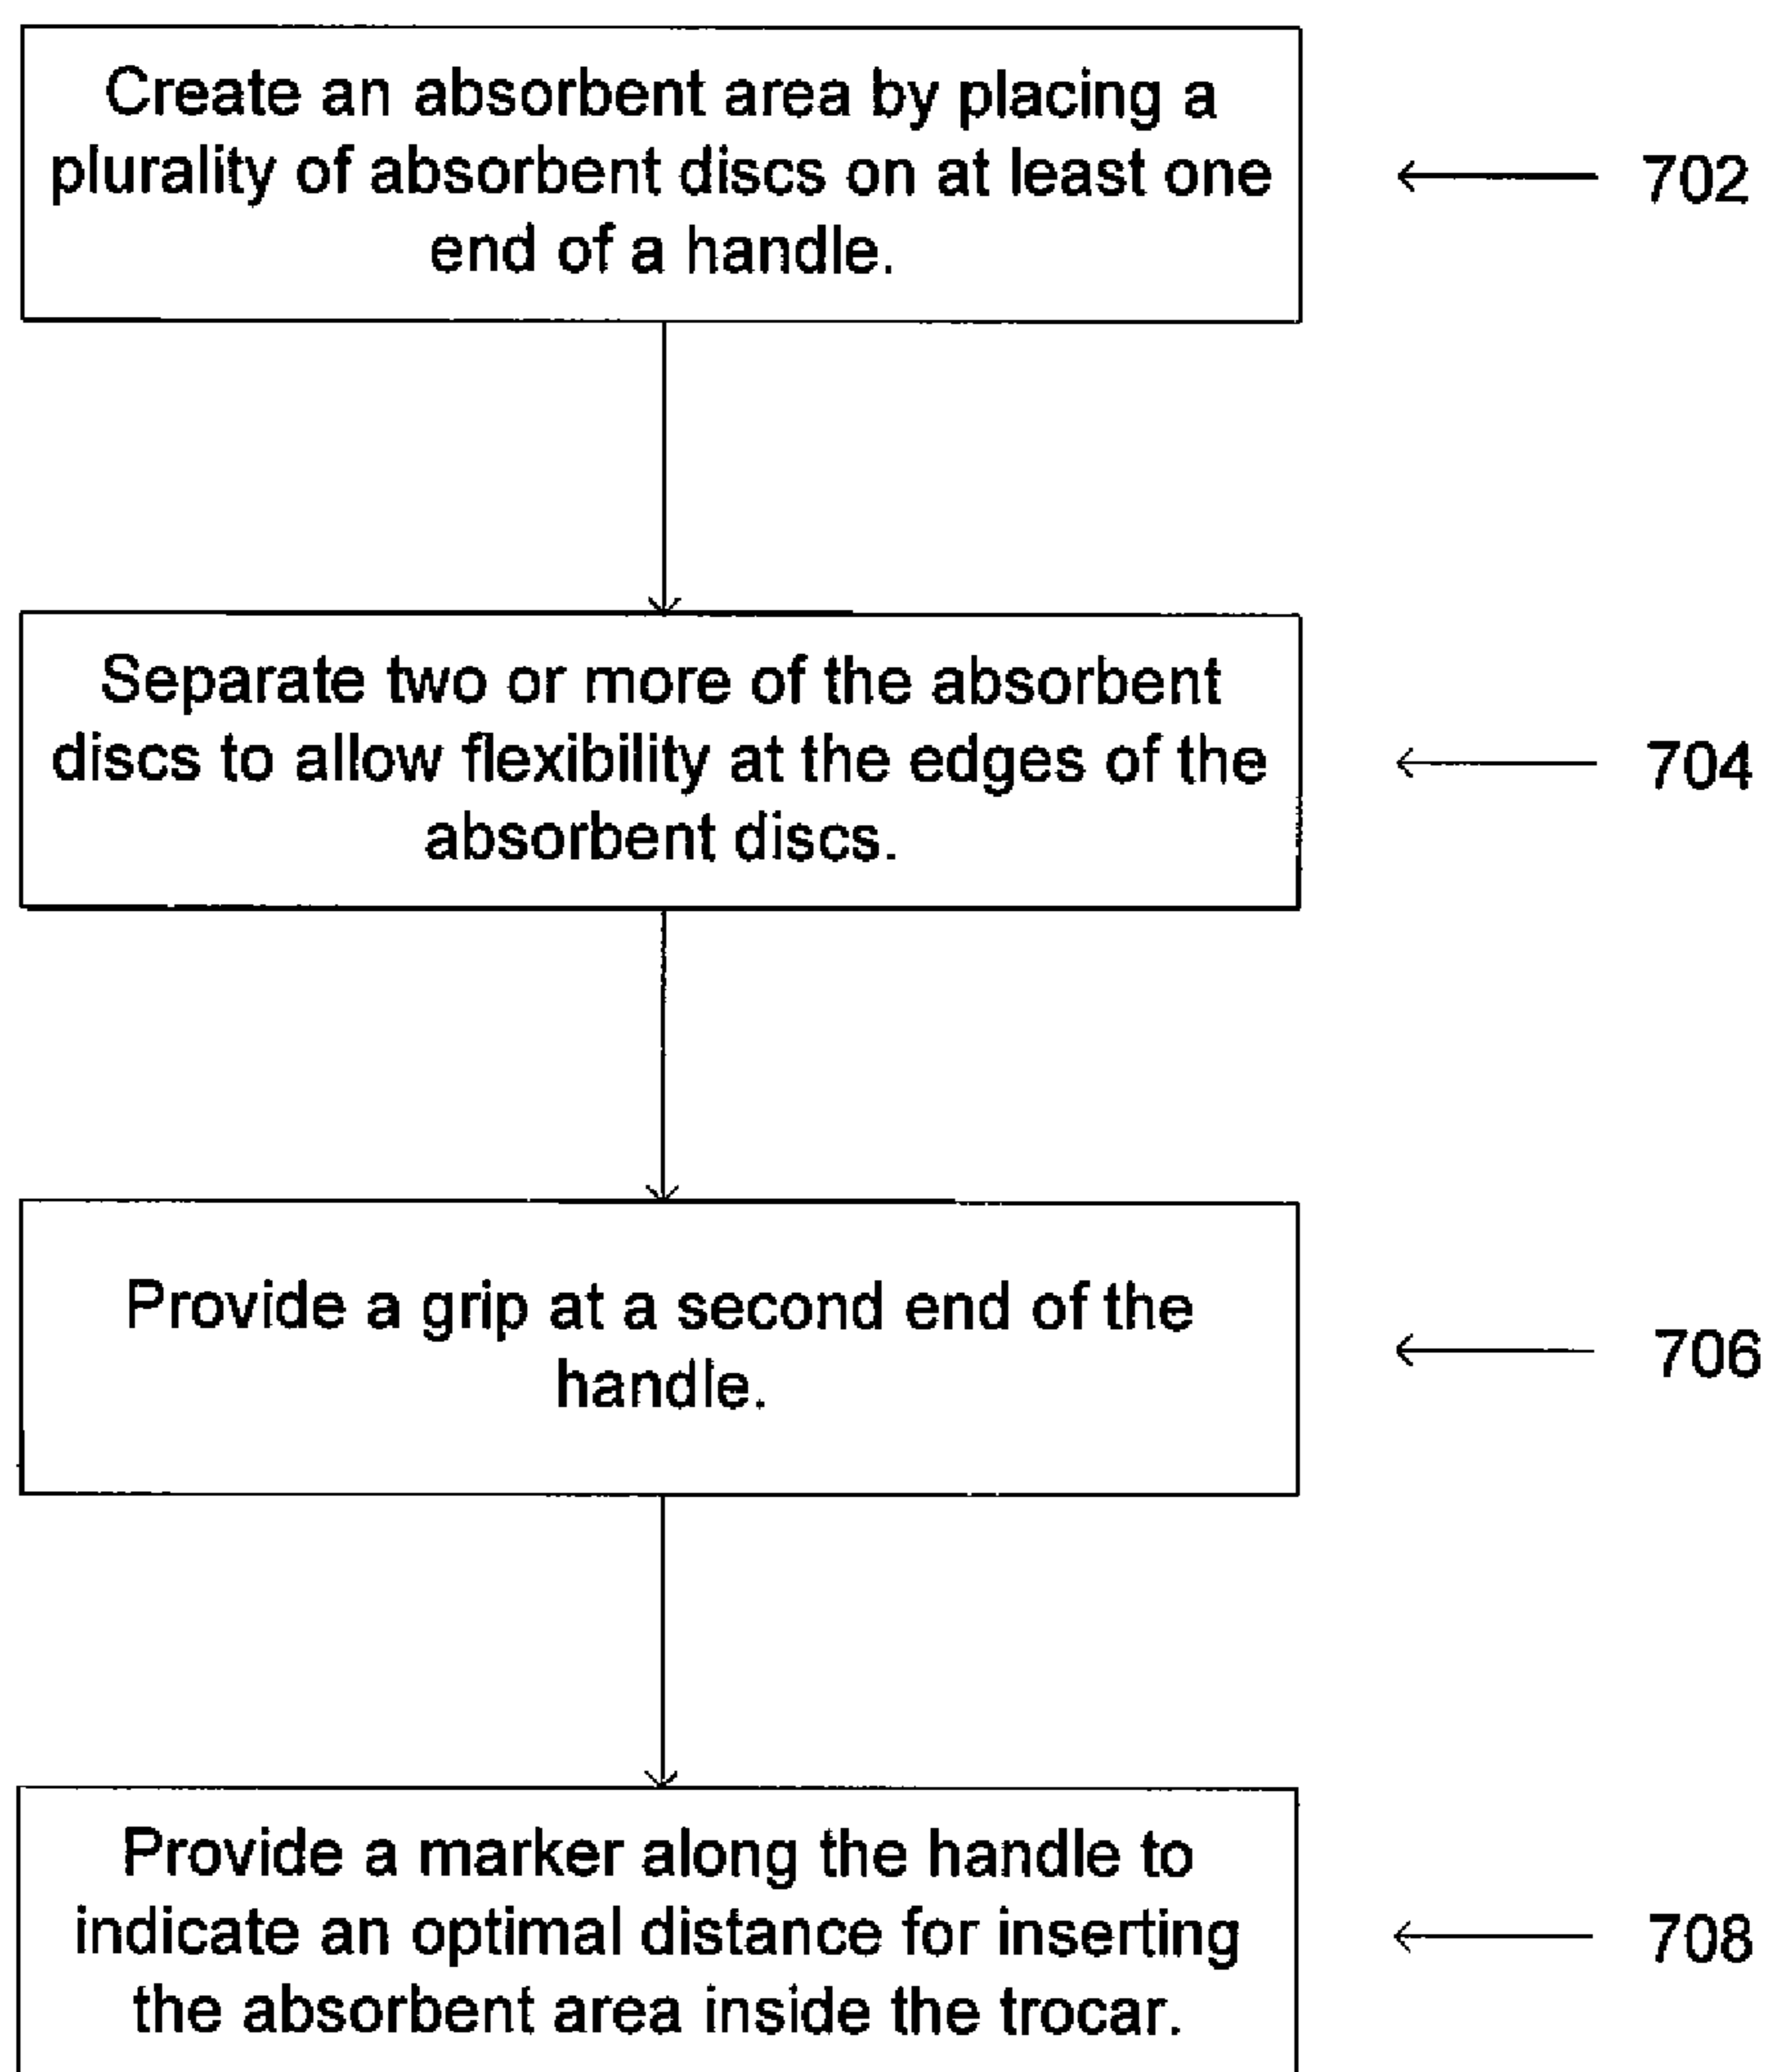 Create an absorbent area by placing a
plurality of absorbent discs on at least one
end of a handle.
702
Separate two or more of the absorbent
discs to allow flexibility at the edges of the
absorbent discs.
704
Provide a grip at a second end of the
handle.
706
Provide a marker along the handle to
indicate an optimal distance for inserting
the absorbent area inside the trocar.
708